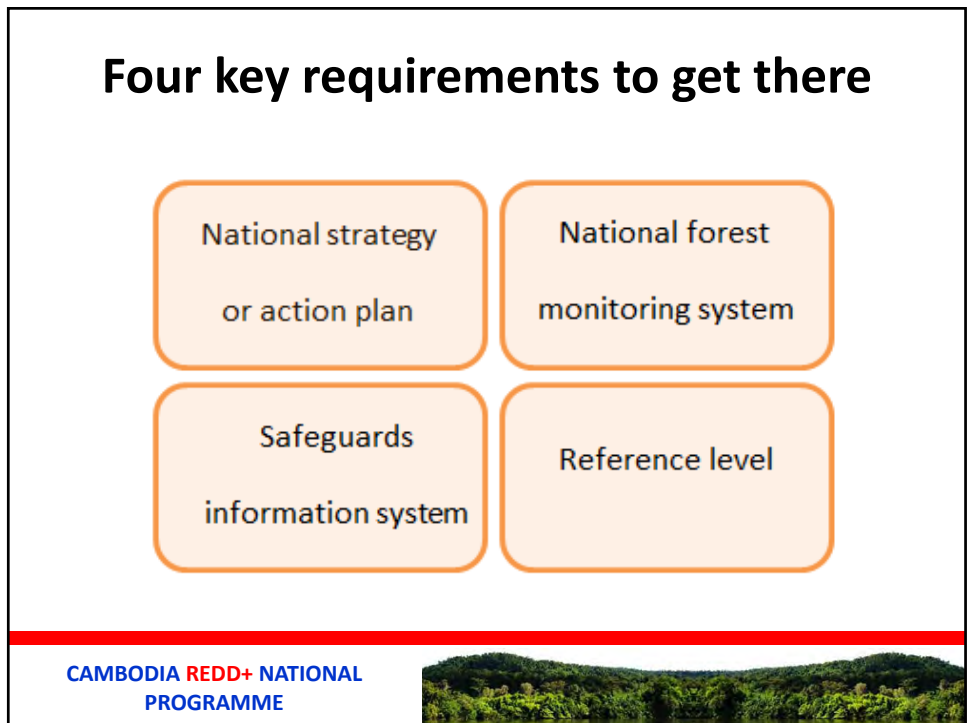 Four key requirements to get there
National strategy
or action plan
National forest
monitoring system
Safeguards
information system
Reference level
CAMBODIA REDD+ NATIONAL
PROGRAMME